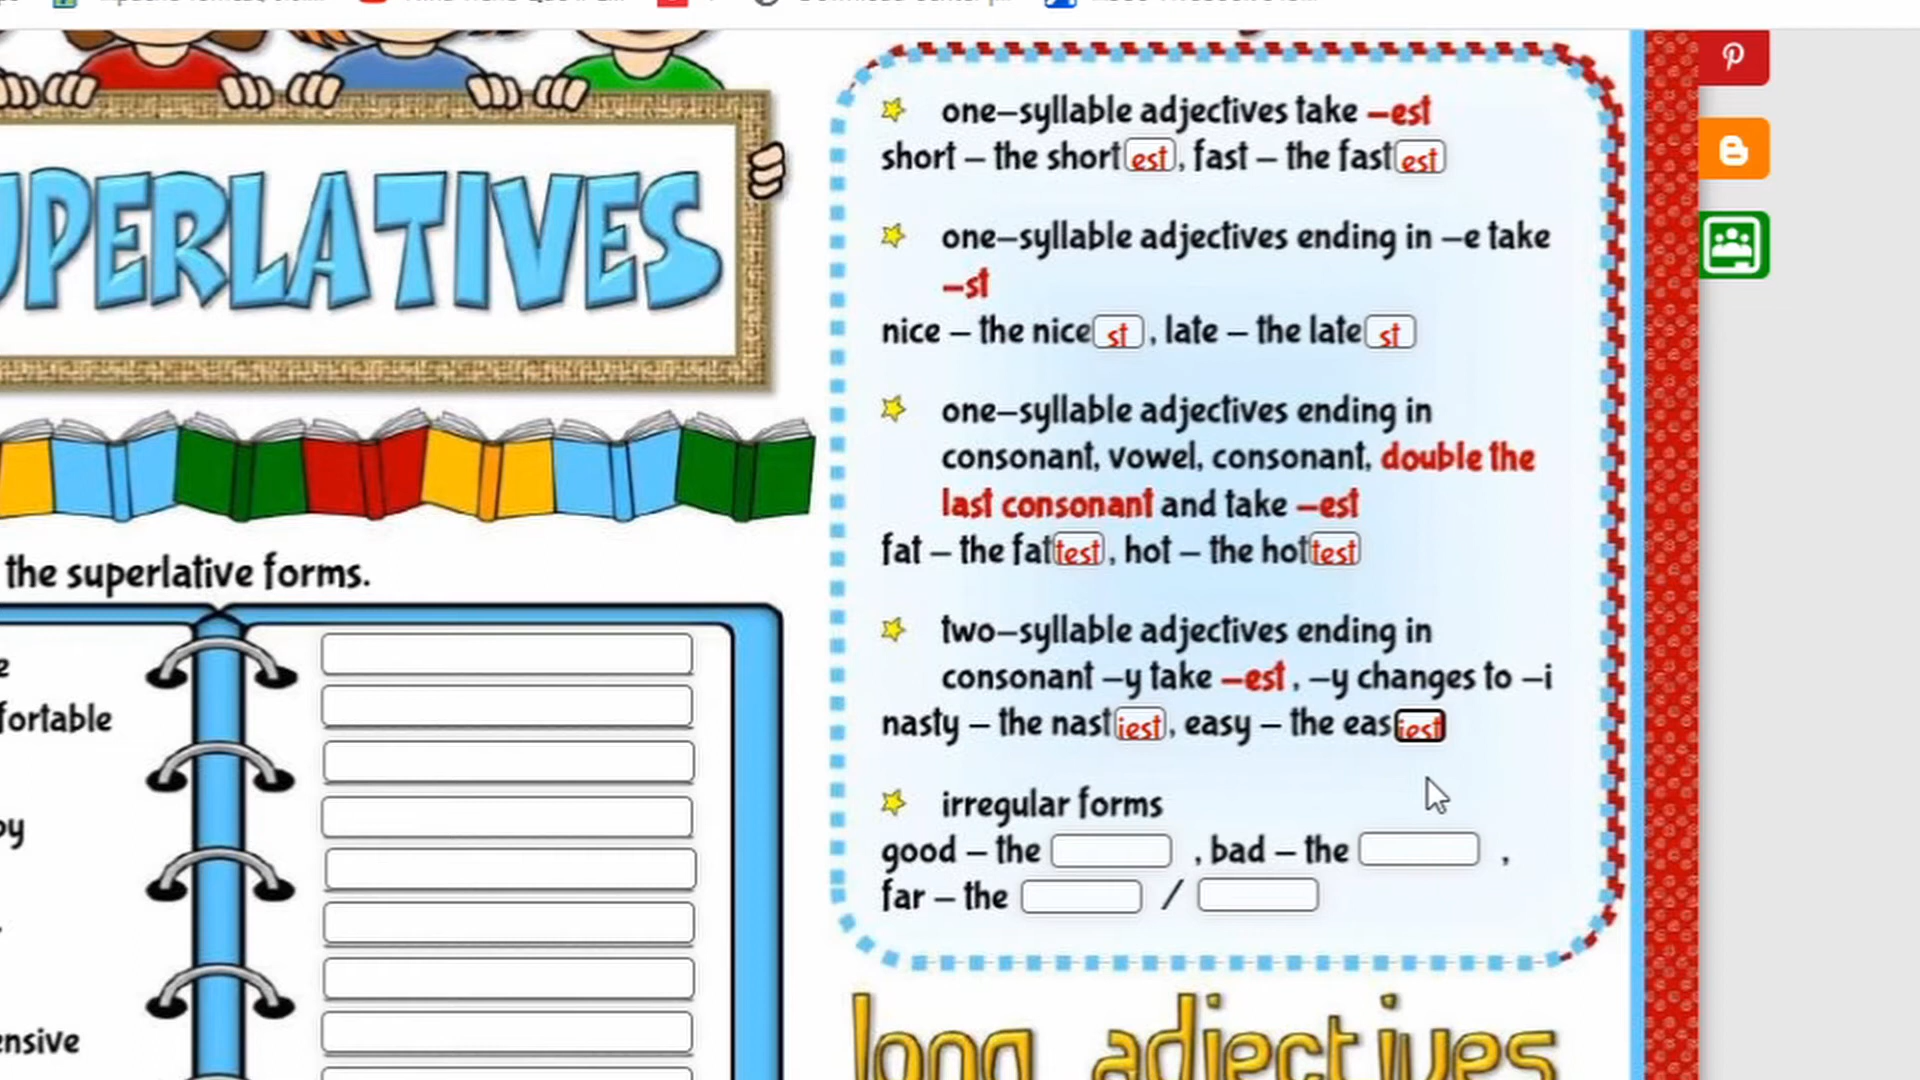 one-syllable adjectives take -est
short - the short est, fast - the fast est
one-syllable adjectives ending in -e take
-st
nice - the nice st, late - the late st
one-syllable adjectives ending in
consonant, vowel, consonant, double the
last consonant and take -est
fat - the fat test, hot - the hot test
two-syllable adjectives ending in
consonant -y take -est, -y changes to -i
nasty - the nast iest, easy - the eas iest
irregular forms
good - the , bad - the ,
far - the /
long adjectives
UPERLATIVES
the superlative forms.
fortable
ensive